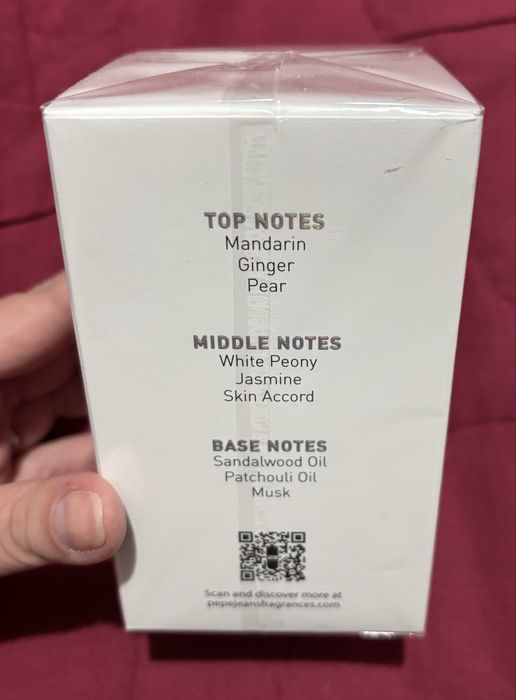 TOP NOTES
Mandarin
Ginger
Pear
MIDDLE NOTES
White Peony
Jasmine
Skin Accord
BASE NOTES
Sandalwood Oil
Patchouli Oil
Musk
Scan and discover more at
pepejeansfragrances.com